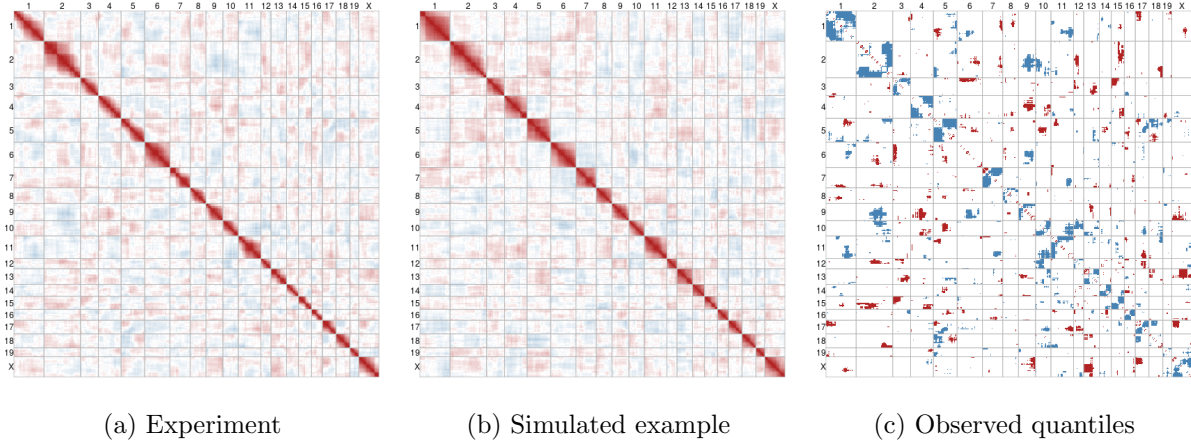 1 2 3 4 5 6 7 8 9 10 11 12 13 14 15 16 17 18 19 X
1 2 3 4 5 6 7 8 9 10 11 12 13 14 15 16 17 18 19 X
1 2 3 4 5 6 7 8 9 10 11 12 13 14 15 16 17 18 19 X
1 1 1
2 2 2
3 3 3
4 4 4
5 5 5
6 6 6
7 7 7
8 8 8
9 9 9
10 10 10
11 11 11
12 12 12
13 13 13
14 14 14
15 15 15
16 16 16
17 17 17
18 18 18
19 19 19
X X X
(a) Experiment
(b) Simulated example
(c) Observed quantiles